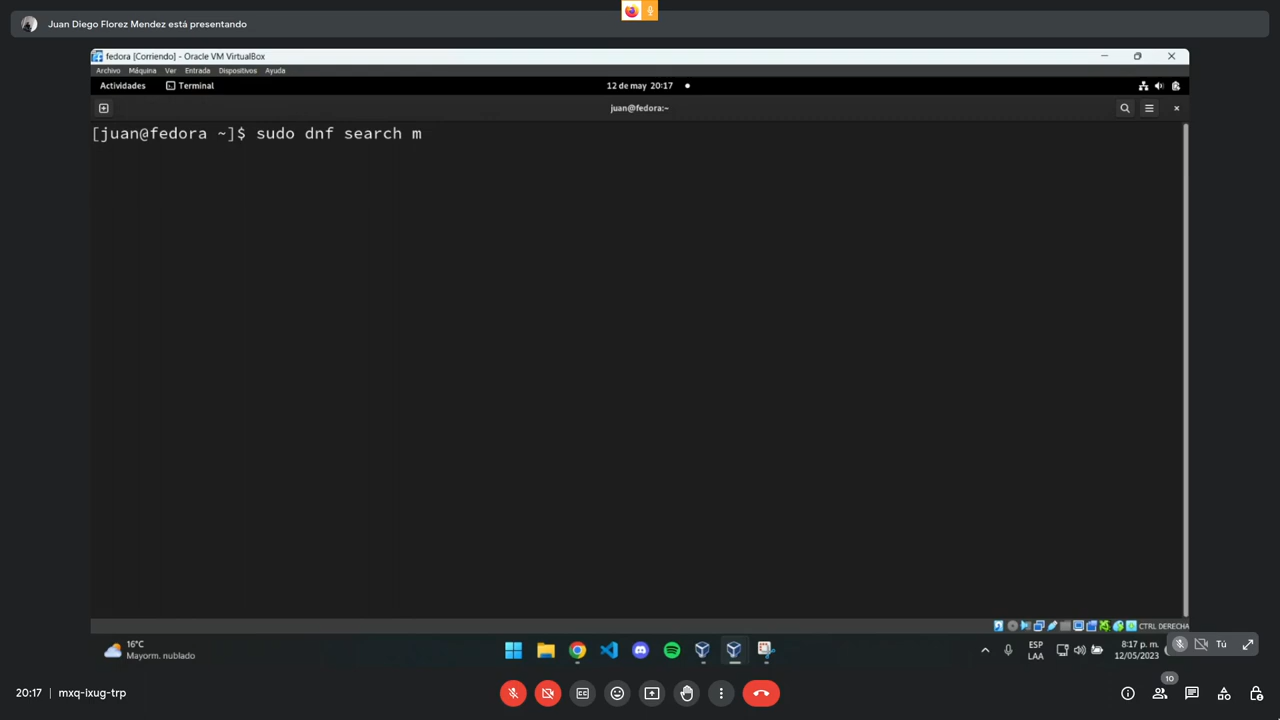 Juan Diego Florez Mendez está presentando
fedora [Corriendo] - Oracle VM VirtualBox
Archivo Máquina Ver Entrada Dispositivos Ayuda
Actividades Terminal 12 de may 20:17
juan@fedora:~
[juan@fedora ~]$ sudo dnf search m
CTRL DERECHA
16°C
Mayorm. nublado
ESP
LAA
8:17 p. m.
12/05/2023
Tú
20:17 mxq-lxug-trp
10